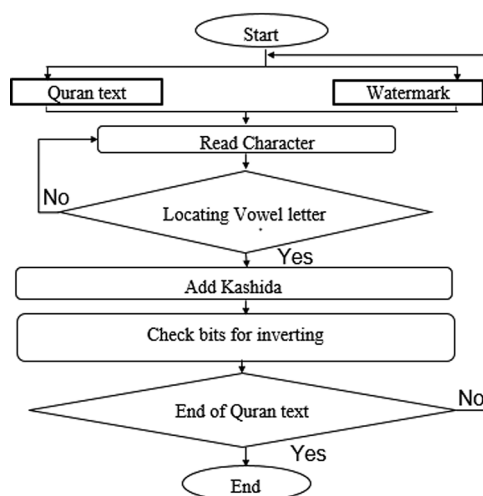 Start
Quran text
Watermark
Read Character
No
Locating Vowel letter
Yes
Add Kashida
Check bits for inverting
No
End of Quran text
Yes
End